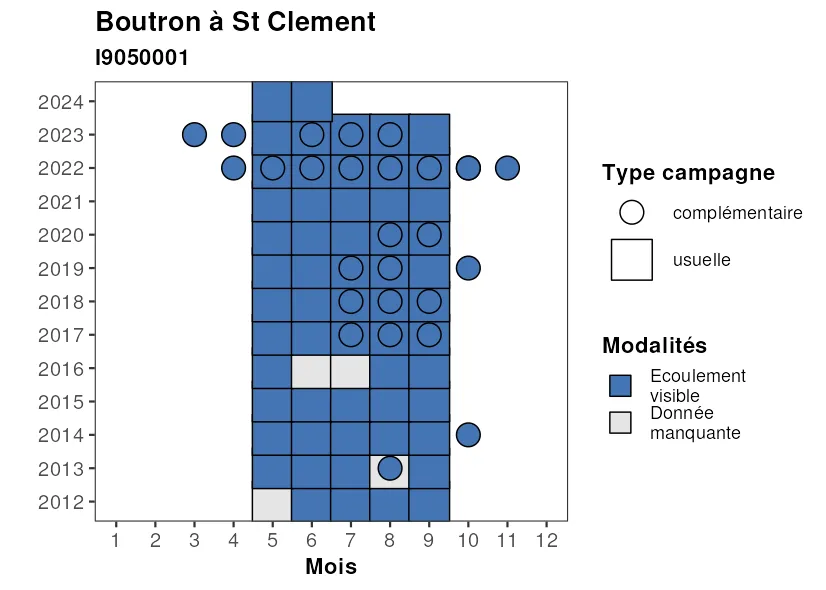 Boutron à St Clement
I9050001
2024
2023
2022
2021
2020
2019
2018
2017
2016
2015
2014
2013
2012
1 2 3 4 5 6 7 8 9 10 11 12
Mois
Type campagne
complémentaire
usuelle
Modalités
Ecoulement
visible
Donnée
manquante